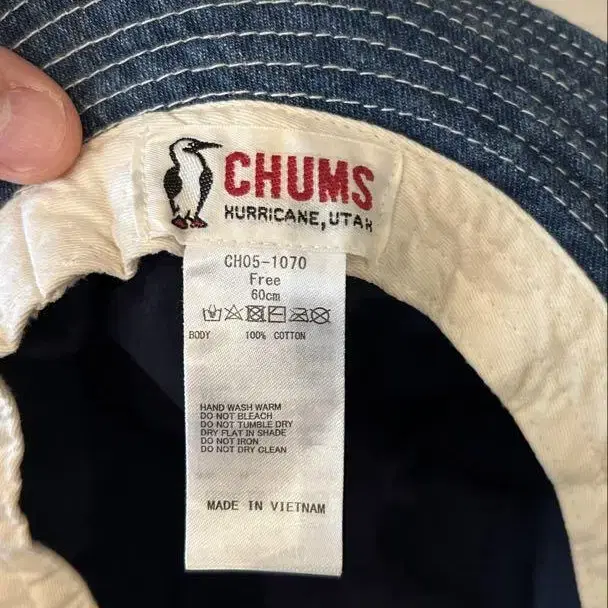 CHUMS
HURRICANE, UTAH
CH05-1070
Free
60cm
BODY 100% COTTON
HAND WASH WARM
DO NOT BLEACH
DO NOT TUMBLE DRY
DRY FLAT IN SHADE
DO NOT IRON
DO NOT DRY CLEAN
MADE IN VIETNAM